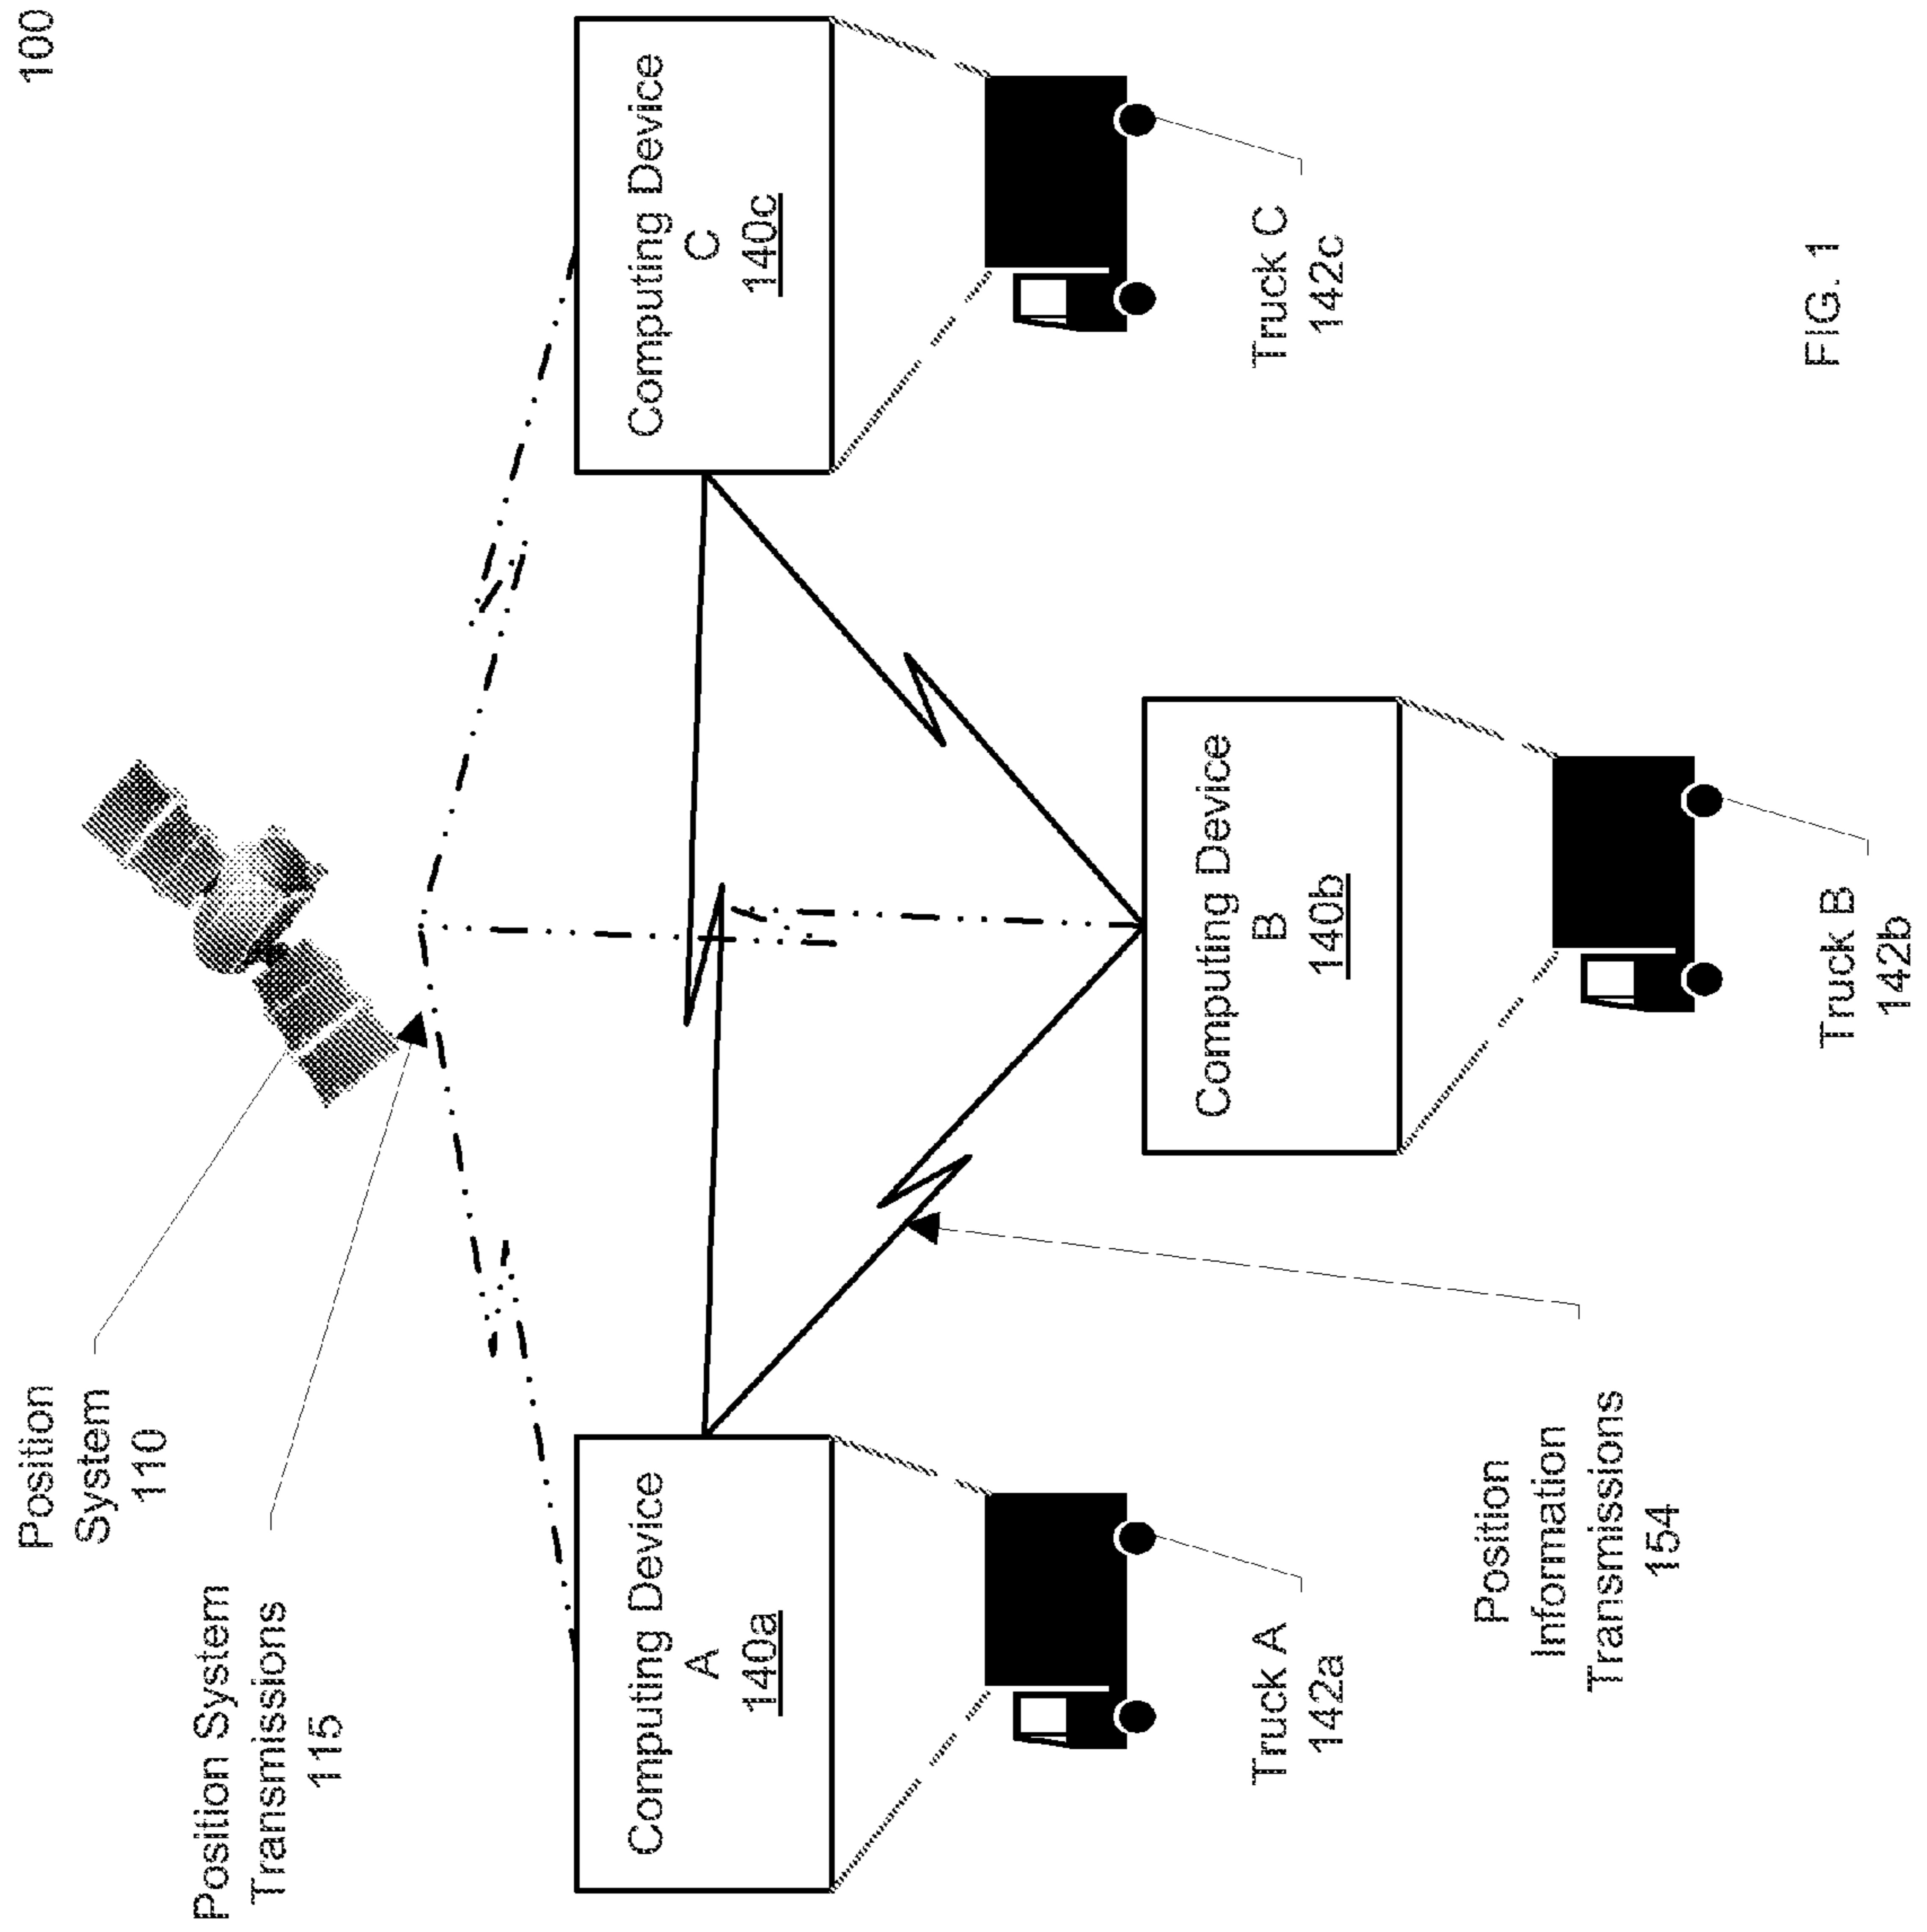 100
Position
System
110
Position System
Transmissions
115
Computing Device
A
140a
Computing Device
C
140c
Truck A
142a
Truck C
142c
Computing Device
B
140b
Position
Information
Transmissions
154
Truck B
142b
FIG. 1